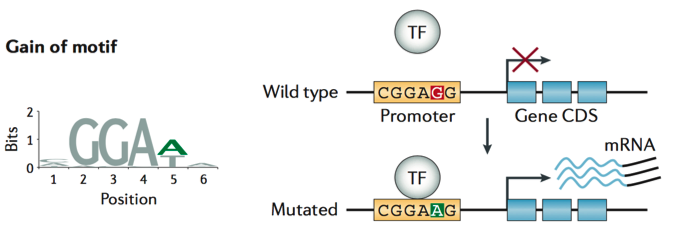 Gain of motif
Bits
2
1
0
GGAA
T
1 2 3 4 5 6
Position
TF
Wild type
CGGAGG
Promoter
Gene CDS
mRNA
TF
Mutated
CGGAAG